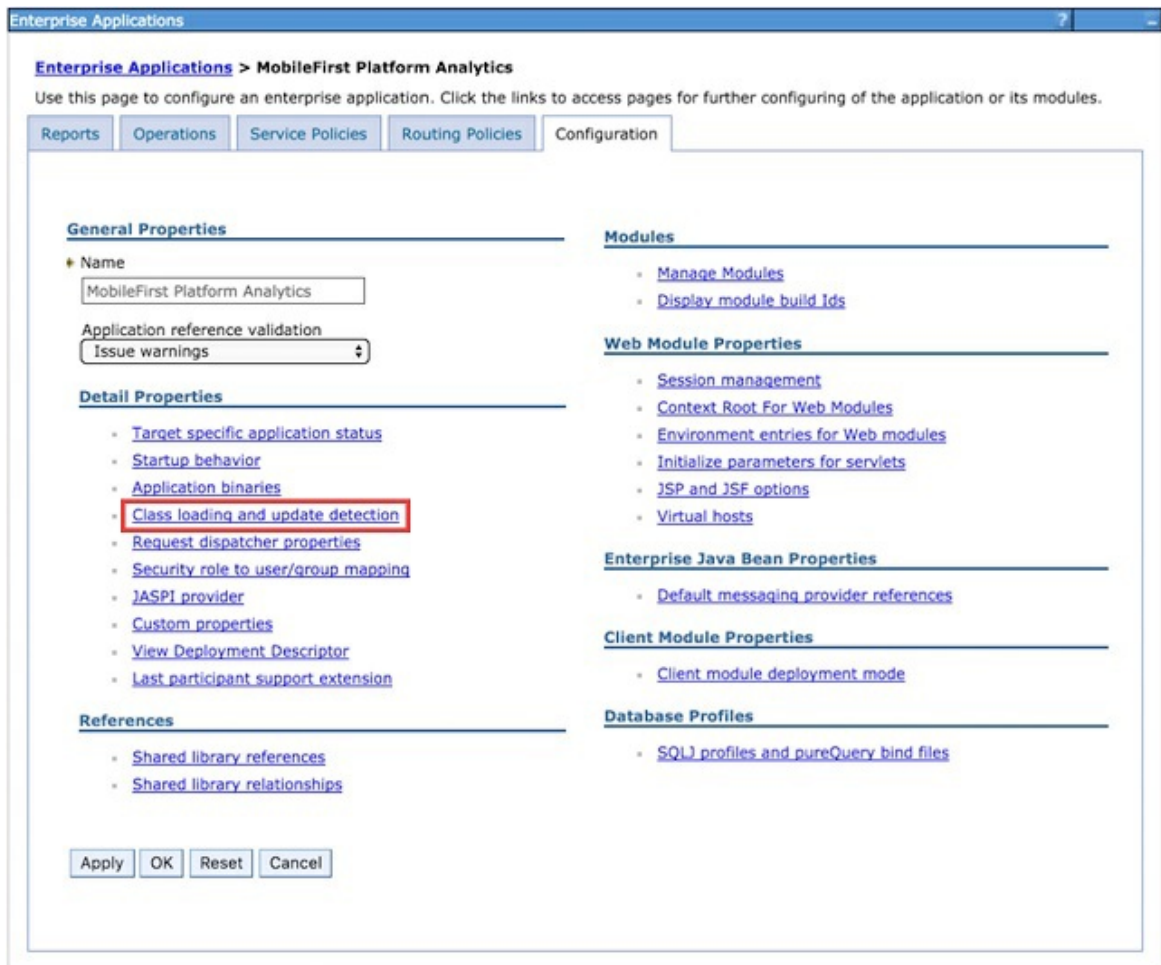 Enterprise Applications ?
Enterprise Applications > MobileFirst Platform Analytics
Use this page to configure an enterprise application. Click the links to access pages for further configuring of the application or its modules.
Reports Operations Service Policies Routing Policies Configuration
General Properties
Name
MobileFirst Platform Analytics
Application reference validation
Issue warnings
Detail Properties
Target specific application status
Startup behavior
Application binaries
Class loading and update detection
Request dispatcher properties
Security role to user/group mapping
JASPI provider
Custom properties
View Deployment Descriptor
Last participant support extension
References
Shared library references
Shared library relationships
Modules
Manage Modules
Display module build Ids
Web Module Properties
Session management
Context Root For Web Modules
Environment entries for Web modules
Initialize parameters for servlets
JSP and JSF options
Virtual hosts
Enterprise Java Bean Properties
Default messaging provider references
Client Module Properties
Client module deployment mode
Database Profiles
SQLJ profiles and pureQuery bind files
Apply OK Reset Cancel